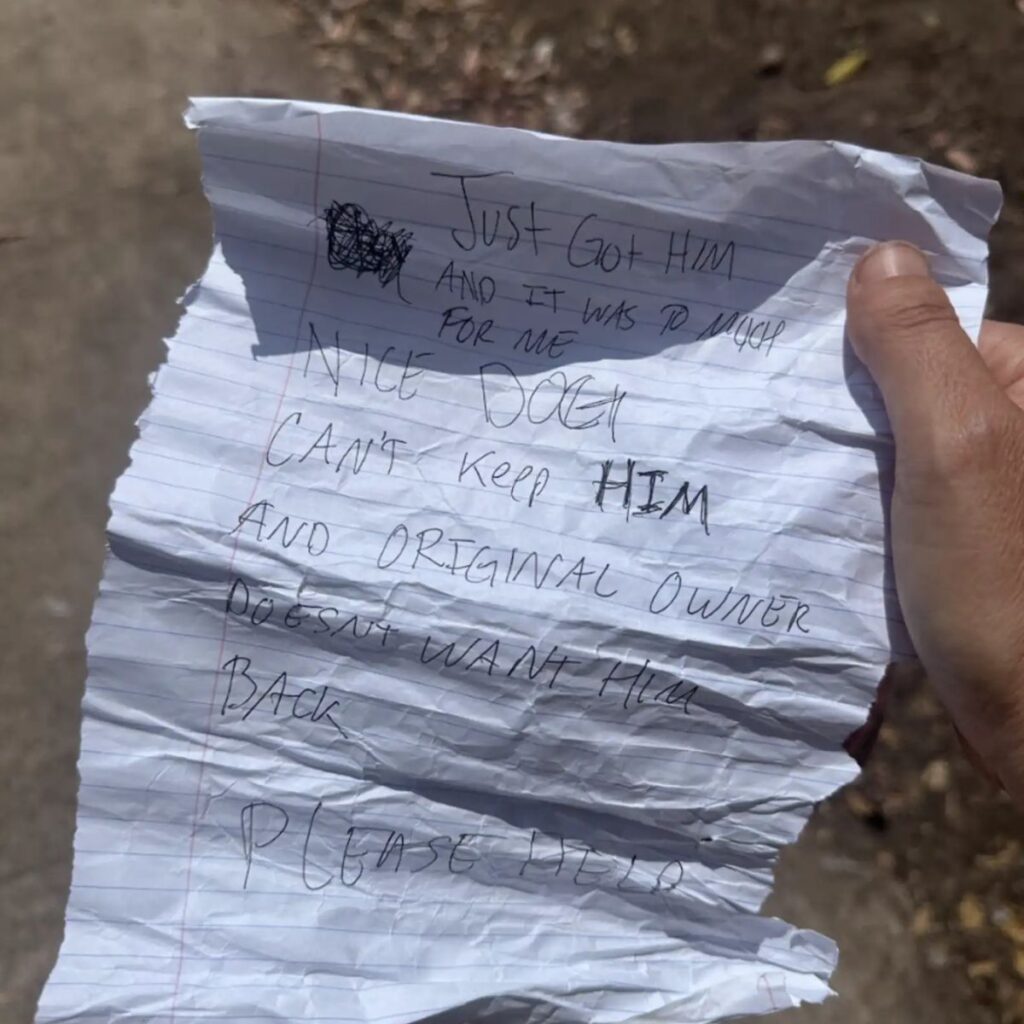 Just Got HIM
AND IT WAS TO MUCH
FOR ME
NICE DOG
CAN'T Keep HIM
AND ORIGINAL OWNER
DOESNt WANT HIM
BACK
PLEASE HELP